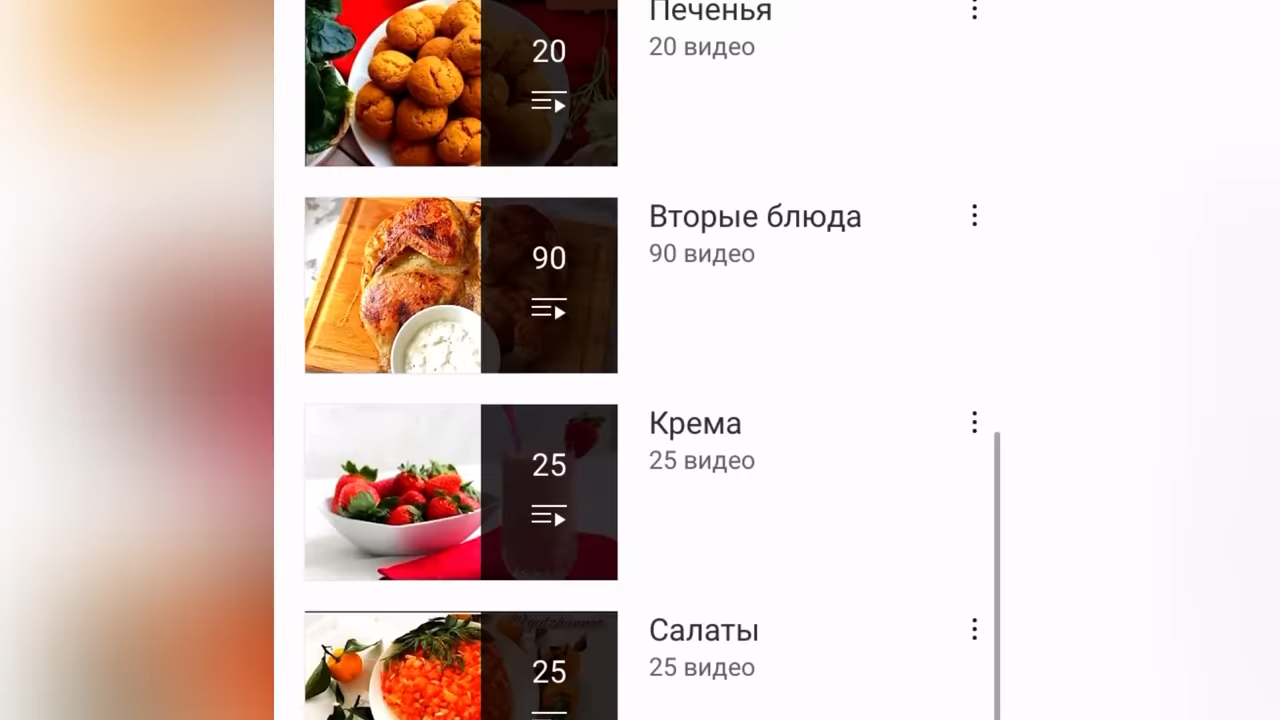 Печенья
20 видео
20
Вторые блюда
90 видео
90
Крема
25 видео
25
Салаты
25 видео
25